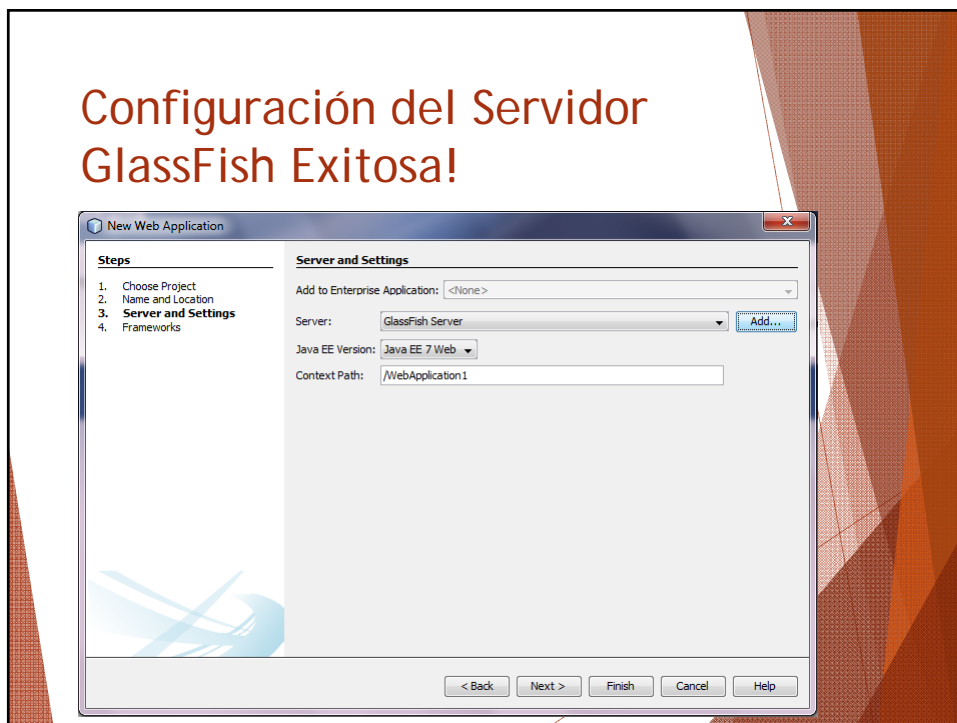 Configuración del Servidor
GlassFish Exitosa!
New Web Application
Steps
1. Choose Project
2. Name and Location
3. Server and Settings
4. Frameworks
Server and Settings
Add to Enterprise Application: <None>
Server: GlassFish Server Add...
Java EE Version: Java EE 7 Web
Context Path: /WebApplication1
< Back Next > Finish Cancel Help